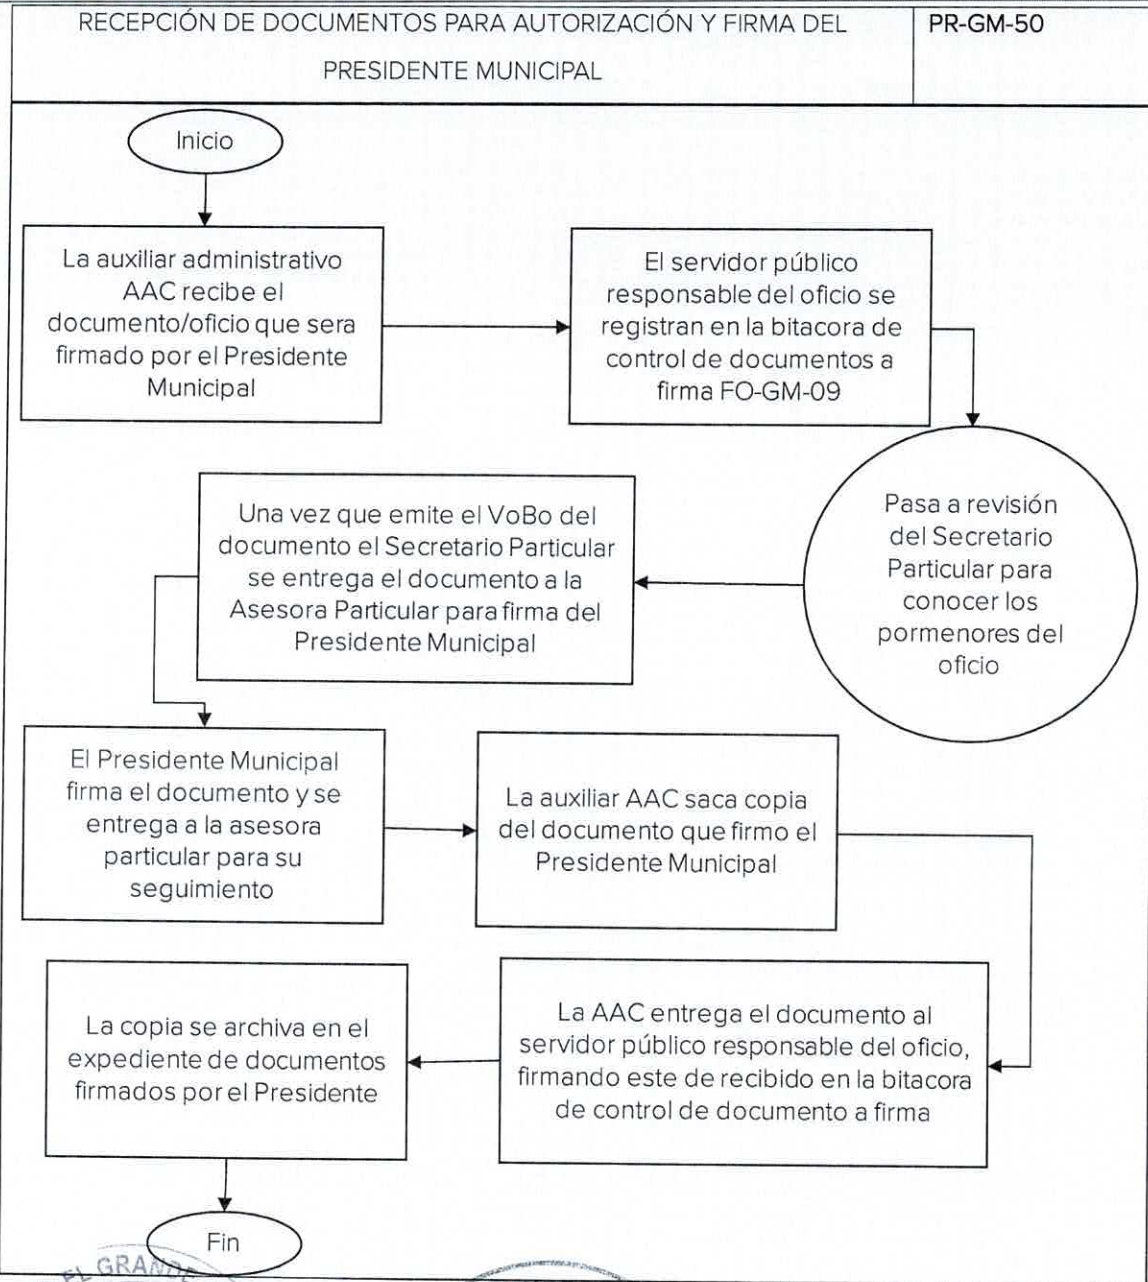 RECEPCIÓN DE DOCUMENTOS PARA AUTORIZACIÓN Y FIRMA DEL
PRESIDENTE MUNICIPAL
PR-GM-50
Inicio
La auxiliar administrativo
AAC recibe el
documento/oficio que sera
firmado por el Presidente
Municipal
El servidor público
responsable del oficio se
registran en la bitacora de
control de documentos a
firma FO-GM-09
Pasa a revisión
del Secretario
Particular para
conocer los
pormenores del
oficio
Una vez que emite el VoBo del
documento el Secretario Particular
se entrega el documento a la
Asesora Particular para firma del
Presidente Municipal
El Presidente Municipal
firma el documento y se
entrega a la asesora
particular para su
seguimiento
La auxiliar AAC saca copia
del documento que firmo el
Presidente Municipal
La AAC entrega el documento al
servidor público responsable del oficio,
firmando este de recibido en la bitacora
de control de documento a firma
La copia se archiva en el
expediente de documentos
firmados por el Presidente
Fin
EL GRANDE